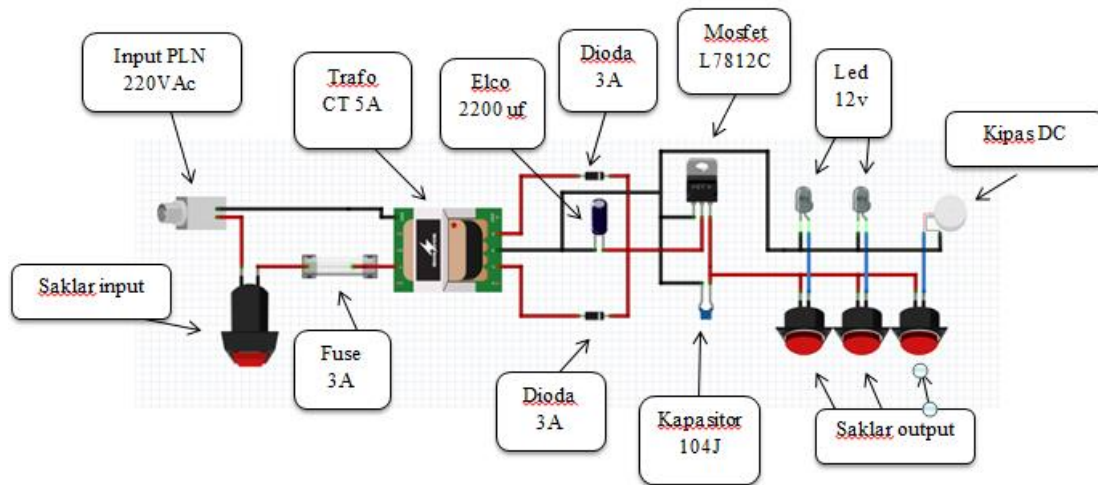 Input PLN
220VAc
Trafo
CT 5A
Elco
2200 uf
Dioda
3A
Mosfet
L7812C
Led
12v
Kipas DC
Saklar input
Fuse
3A
Dioda
3A
Kapasitor
104J
Saklar output